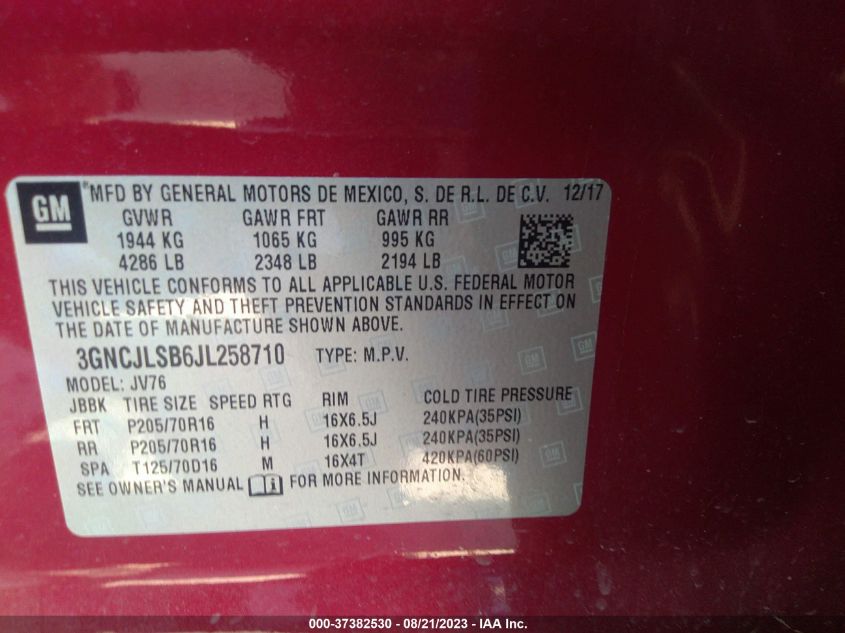 GM
MFD BY GENERAL MOTORS DE MEXICO, S. DE R.L. DE C.V. 12/17
GVWR GAWR FRT GAWR RR
1944 KG 1065 KG 995 KG
4286 LB 2348 LB 2194 LB
THIS VEHICLE CONFORMS TO ALL APPLICABLE U.S. FEDERAL MOTOR
VEHICLE SAFETY AND THEFT PREVENTION STANDARDS IN EFFECT ON
THE DATE OF MANUFACTURE SHOWN ABOVE.
3GNCJLSB6JL258710 TYPE: M.P.V.
MODEL: JV76
JBBK TIRE SIZE SPEED RTG RIM COLD TIRE PRESSURE
FRT P205/70R16 H 16X6.5J 240KPA(35PSI)
RR P205/70R16 H 16X6.5J 240KPA(35PSI)
SPA T125/70D16 M 16X4T 420KPA(60PSI)
SEE OWNER'S MANUAL FOR MORE INFORMATION.
000-37382530 - 08/21/2023 - IAA Inc.